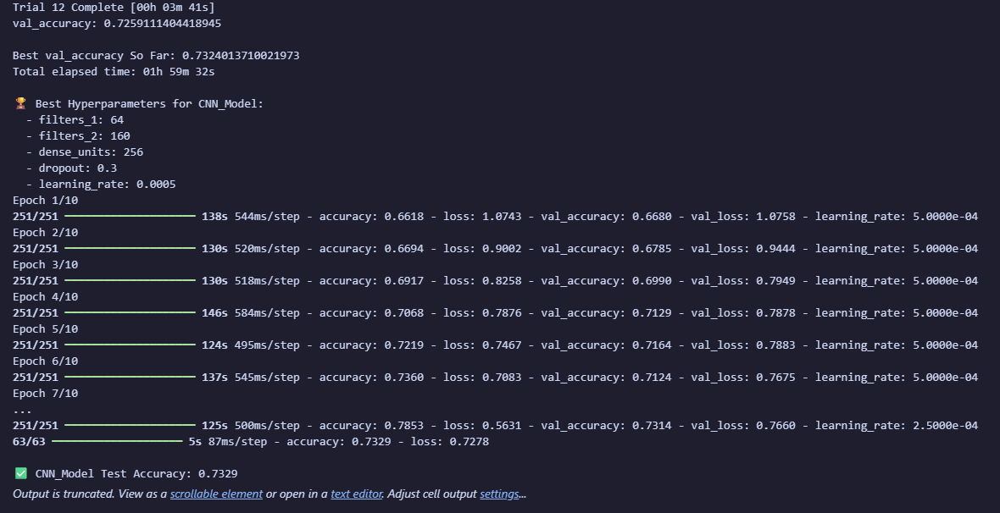 Trial 12 Complete [00h 03m 41s]
val_accuracy: 0.7259111404418945
Best val_accuracy So Far: 0.7324013710021973
Total elapsed time: 01h 59m 32s
🏆 Best Hyperparameters for CNN_Model:
- filters_1: 64
- filters_2: 160
- dense_units: 256
- dropout: 0.3
- learning_rate: 0.0005
Epoch 1/10
251/251 ━━━━━━━━━━━━━━━━━━━━ 138s 544ms/step - accuracy: 0.6618 - loss: 1.0743 - val_accuracy: 0.6680 - val_loss: 1.0758 - learning_rate: 5.0000e-04
Epoch 2/10
251/251 ━━━━━━━━━━━━━━━━━━━━ 130s 520ms/step - accuracy: 0.6694 - loss: 0.9002 - val_accuracy: 0.6785 - val_loss: 0.9444 - learning_rate: 5.0000e-04
Epoch 3/10
251/251 ━━━━━━━━━━━━━━━━━━━━ 130s 518ms/step - accuracy: 0.6917 - loss: 0.8258 - val_accuracy: 0.6990 - val_loss: 0.7949 - learning_rate: 5.0000e-04
Epoch 4/10
251/251 ━━━━━━━━━━━━━━━━━━━━ 146s 584ms/step - accuracy: 0.7068 - loss: 0.7876 - val_accuracy: 0.7129 - val_loss: 0.7878 - learning_rate: 5.0000e-04
Epoch 5/10
251/251 ━━━━━━━━━━━━━━━━━━━━ 124s 495ms/step - accuracy: 0.7219 - loss: 0.7467 - val_accuracy: 0.7164 - val_loss: 0.7883 - learning_rate: 5.0000e-04
Epoch 6/10
251/251 ━━━━━━━━━━━━━━━━━━━━ 137s 545ms/step - accuracy: 0.7360 - loss: 0.7083 - val_accuracy: 0.7124 - val_loss: 0.7675 - learning_rate: 5.0000e-04
Epoch 7/10
...
251/251 ━━━━━━━━━━━━━━━━━━━━ 125s 500ms/step - accuracy: 0.7853 - loss: 0.5631 - val_accuracy: 0.7314 - val_loss: 0.7660 - learning_rate: 2.5000e-04
63/63 ━━━━━━━━━━━━━━━━━━━━ 5s 87ms/step - accuracy: 0.7329 - loss: 0.7278
✅ CNN_Model Test Accuracy: 0.7329
Output is truncated. View as a scrollable element or open in a text editor. Adjust cell output settings...